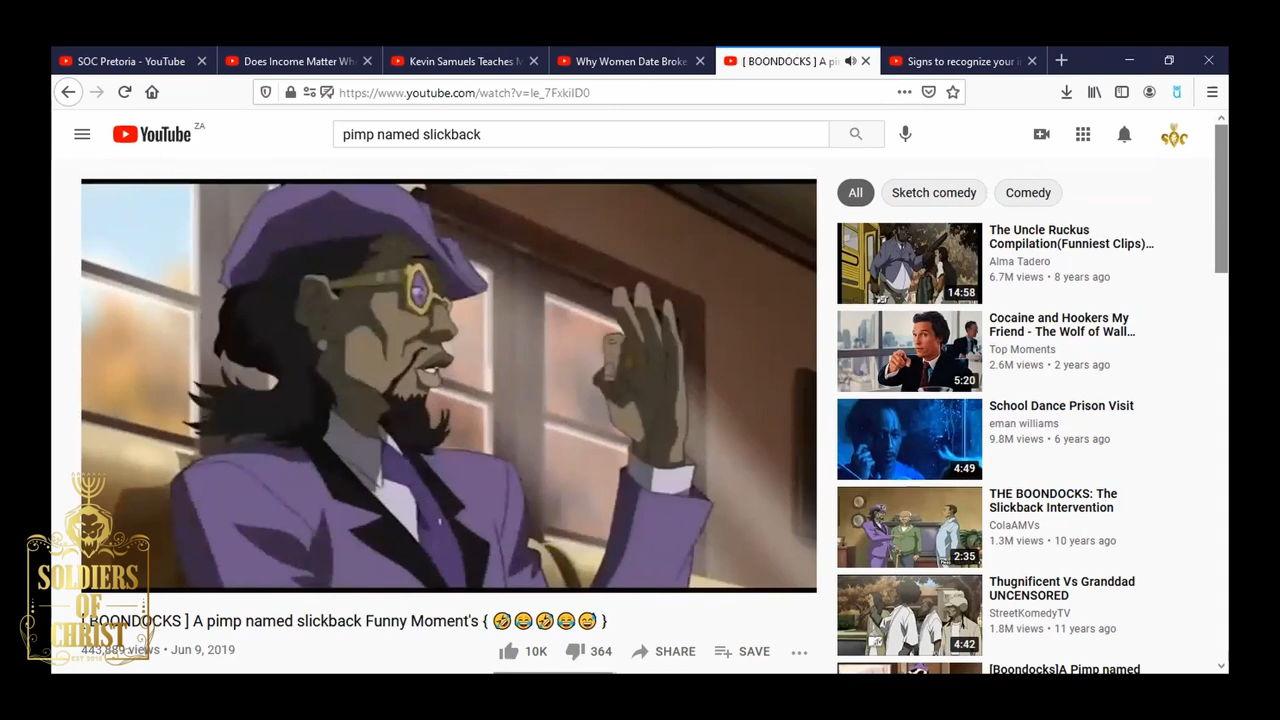 SOC Pretoria - YouTube
Does Income Matter Wh
Kevin Samuels Teaches M
Why Women Date Broke
[ BOONDOCKS ] A pi
Signs to recognize your i
YouTube ZA
pimp named slickback
All
Sketch comedy
Comedy
SOC
The Uncle Ruckus
Compilation(Funniest Clips)...
Alma Tadero
6.7M views • 8 years ago
14:58
Cocaine and Hookers My
Friend - The Wolf of Wall...
Top Moments
2.6M views • 2 years ago
5:20
School Dance Prison Visit
eman williams
9.8M views • 6 years ago
4:49
THE BOONDOCKS: The
Slickback Intervention
ColaAMVs
1.3M views • 10 years ago
2:35
Thugnificent Vs Granddad
UNCENSORED
StreetKomedyTV
1.8M views • 11 years ago
4:42
[Boondocks]A Pimp named
[ BOONDOCKS ] A pimp named slickback Funny Moment's { 🤣😂🤣😂😅 }
443,889 views • Jun 9, 2019
10K
364
SHARE
SAVE
SOLDIERS
OF
CHRIST